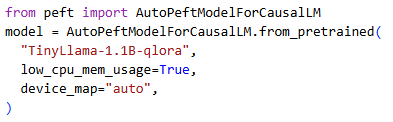 from peft import AutoPeftModelForCausalLM
model = AutoPeftModelForCausalLM.from_pretrained(
  "TinyLlama-1.1B-qlora",
  low_cpu_mem_usage=True,
  device_map="auto",
)